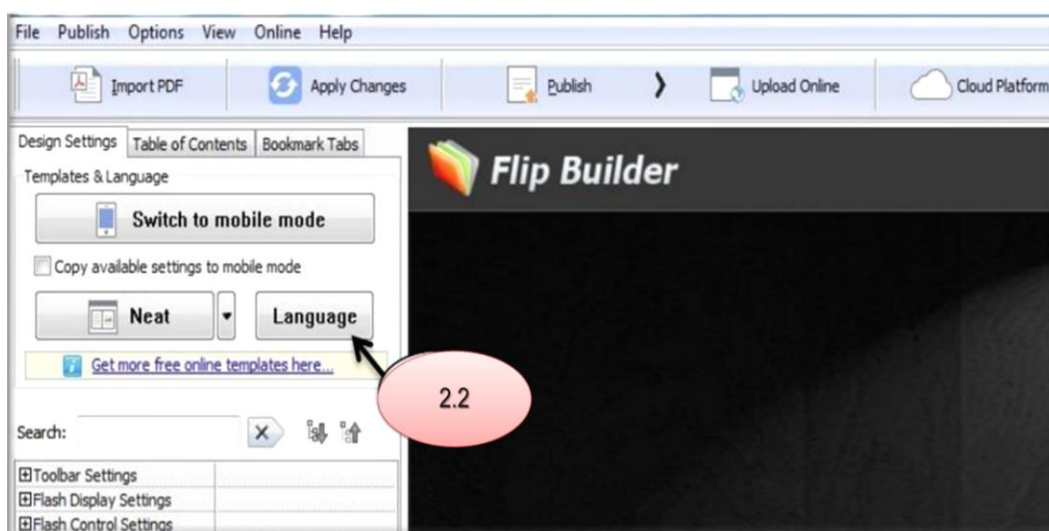 File Publish Options View Online Help
Import PDF Apply Changes Publish Upload Online Cloud Platform
Design Settings Table of Contents Bookmark Tabs
Flip Builder
Templates & Language
Switch to mobile mode
Copy available settings to mobile mode
Neat Language
Get more free online templates here...
2.2
Search:
Toolbar Settings
Flash Display Settings
Flash Control Settings